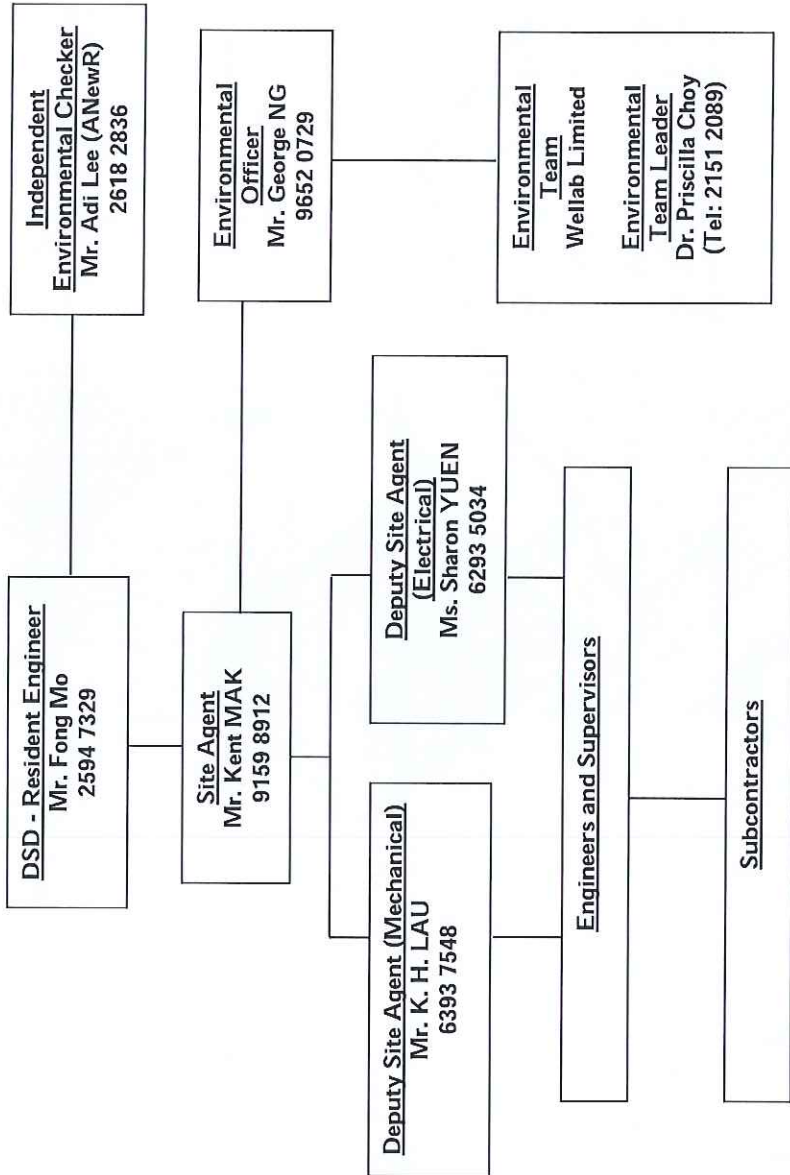 DSD - Resident Engineer
Mr. Fong Mo
2594 7329
Independent
Environmental Checker
Mr. Adi Lee (ANewR)
2618 2836
Site Agent
Mr. Kent MAK
9159 8912
Environmental
Officer
Mr. George NG
9652 0729
Deputy Site Agent (Mechanical)
Mr. K. H. LAU
6393 7548
Deputy Site Agent
(Electrical)
Ms. Sharon YUEN
6293 5034
Environmental
Team
Wellab Limited
Environmental
Team Leader
Dr. Priscilla Choy
(Tel: 2151 2089)
Engineers and Supervisors
Subcontractors